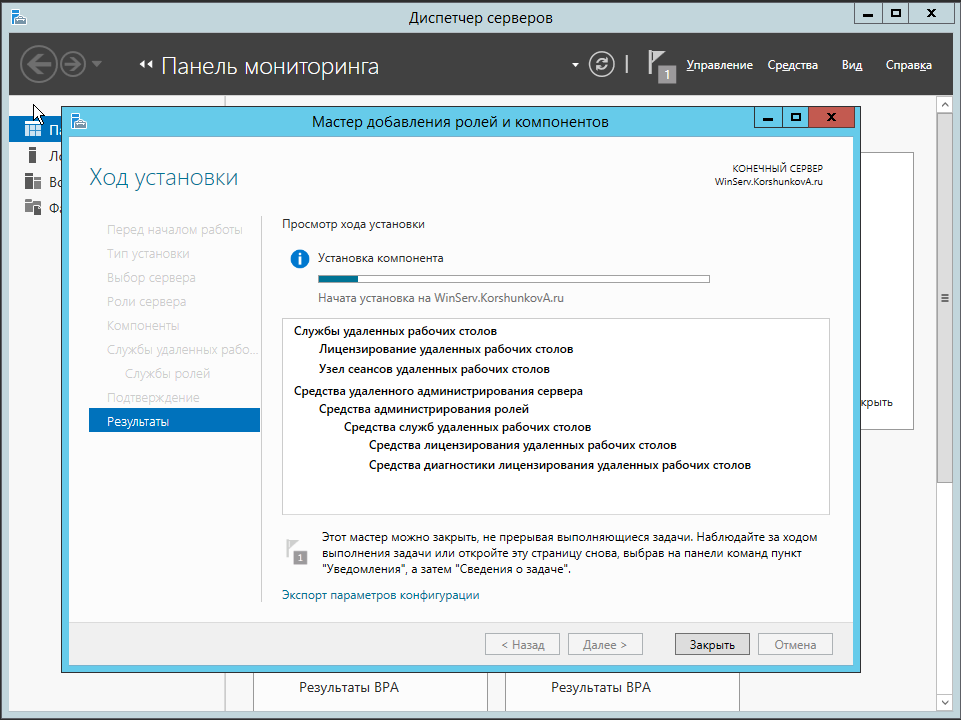 Диспетчер серверов
Панель мониторинга
1
Управление
Средства
Вид
Справка
Мастер добавления ролей и компонентов
Ход установки
КОНЕЧНЫЙ СЕРВЕР
WinServ.KorshunkovA.ru
Перед началом работы
Тип установки
Выбор сервера
Роли сервера
Компоненты
Службы удаленных рабо...
Службы ролей
Подтверждение
Результаты
Просмотр хода установки
Установка компонента
Начата установка на WinServ.KorshunkovA.ru
Службы удаленных рабочих столов
Лицензирование удаленных рабочих столов
Узел сеансов удаленных рабочих столов
Средства удаленного администрирования сервера
Средства администрирования ролей
Средства служб удаленных рабочих столов
Средства лицензирования удаленных рабочих столов
Средства диагностики лицензирования удаленных рабочих столов
1
Этот мастер можно закрыть, не прерывая выполняющиеся задачи. Наблюдайте за ходом
выполнения задачи или откройте эту страницу снова, выбрав на панели команд пункт
"Уведомления", а затем "Сведения о задаче".
Экспорт параметров конфигурации
< Назад
Далее >
Закрыть
Отмена
Результаты BPA
Результаты BPA